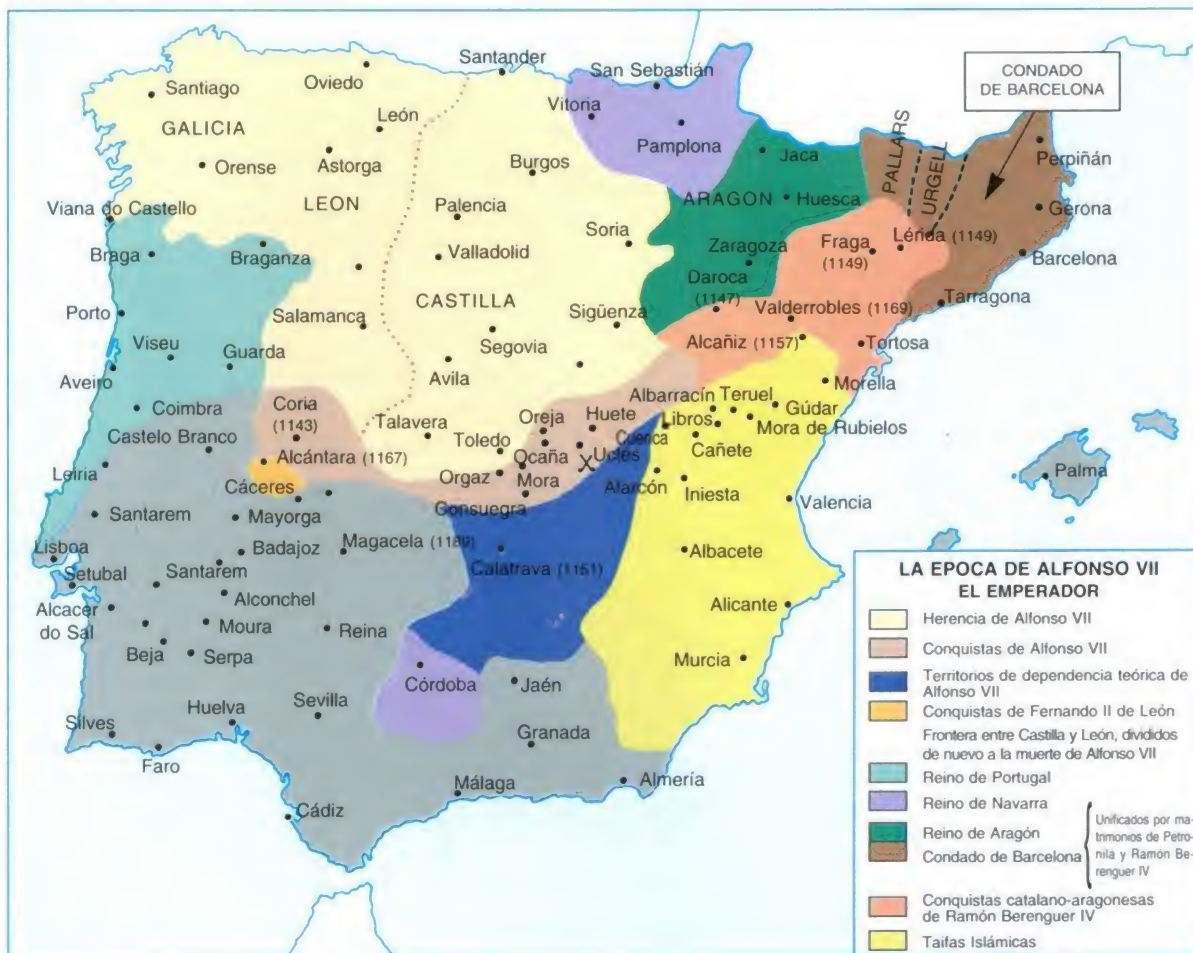 Santander
Oviedo
San Sebastián
CONDADO
DE BARCELONA
Santiago
Vitoria
León
GALICIA
Pamplona
Jaca
PALLARS
URGELL
Perpiñán
Orense
Astorga
Burgos
ARAGON
Huesca
LEON
Viana do Castello
Palencia
Gerona
Soria
Zaragoza
Fraga
(1149)
Lérida (1149)
Braga
Braganza
Valladolid
Barcelona
Daroca
(1147)
CASTILLA
Tarragona
Porto
Salamanca
Sigüenza
Valderrobles (1169)
Viseu
Guarda
Segovia
Alcañiz (1157)
Tortosa
Aveiro
Avila
Morella
Coimbra
Coria
(1143)
Talavera
Oreja
Huete
Albarracín
Teruel
Gúdar
Castelo Branco
Toledo
Cuenca
Libros
Mora de Rubielos
Ocaña
Ucles
Cañete
Alcántara (1167)
Leiria
Orgaz
Mora
X
Alarcón
Palma
Cáceres
Iniesta
Santarem
Mayorga
Consuegra
Valencia
Lisboa
Badajoz
Magacela (1189)
Albacete
Setubal
Santarem
Calatrava (1151)
Alconchel
Alcacer
do Sal
Alicante
Moura
Reina
Beja
Serpa
Murcia
Córdoba
Jaén
Sevilla
Huelva
Silves
Granada
Faro
Málaga
Almería
Cádiz
LA EPOCA DE ALFONSO VII
EL EMPERADOR
Herencia de Alfonso VII
Conquistas de Alfonso VII
Territorios de dependencia teórica de
Alfonso VII
Conquistas de Fernando II de León
Frontera entre Castilla y León, divididos
de nuevo a la muerte de Alfonso VII
Reino de Portugal
Reino de Navarra
Reino de Aragón
Condado de Barcelona
Unificados por ma-
trimonios de Petro-
nila y Ramón Be-
renguer IV
Conquistas catalano-aragonesas
de Ramón Berenguer IV
Taifas Islámicas